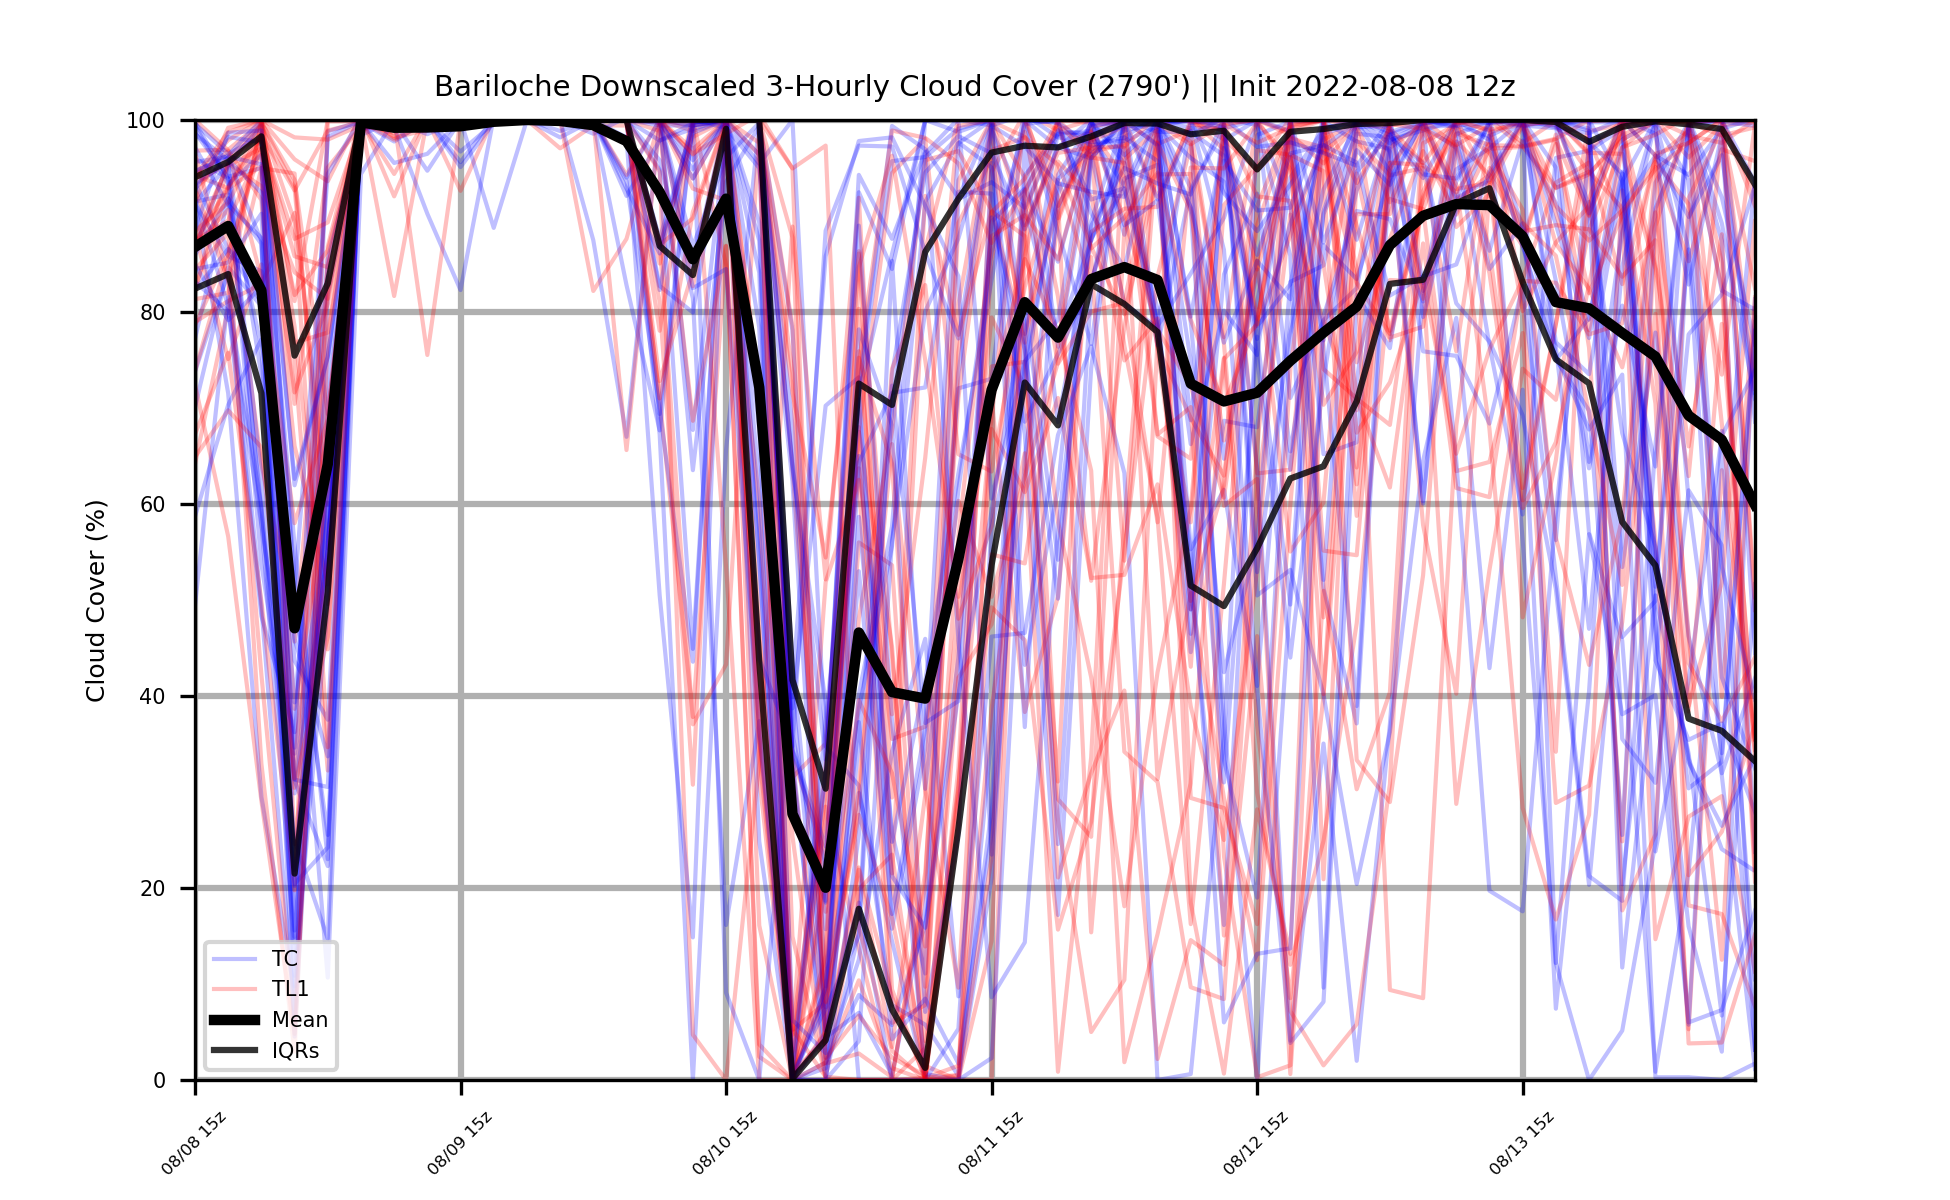 Bariloche Downscaled 3-Hourly Cloud Cover (2790') || Init 2022-08-08 12z
Cloud Cover (%)
100
80
60
40
20
0
TC
TL1
Mean
IQRs
08/08 15z
08/09 15z
08/10 15z
08/11 15z
08/12 15z
08/13 15z